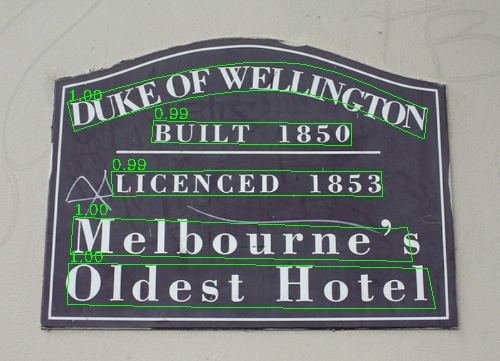 DUKE OF WELLINGTON
BUILT 1850
LICENCED 1853
Melbourne's
Oldest Hotel